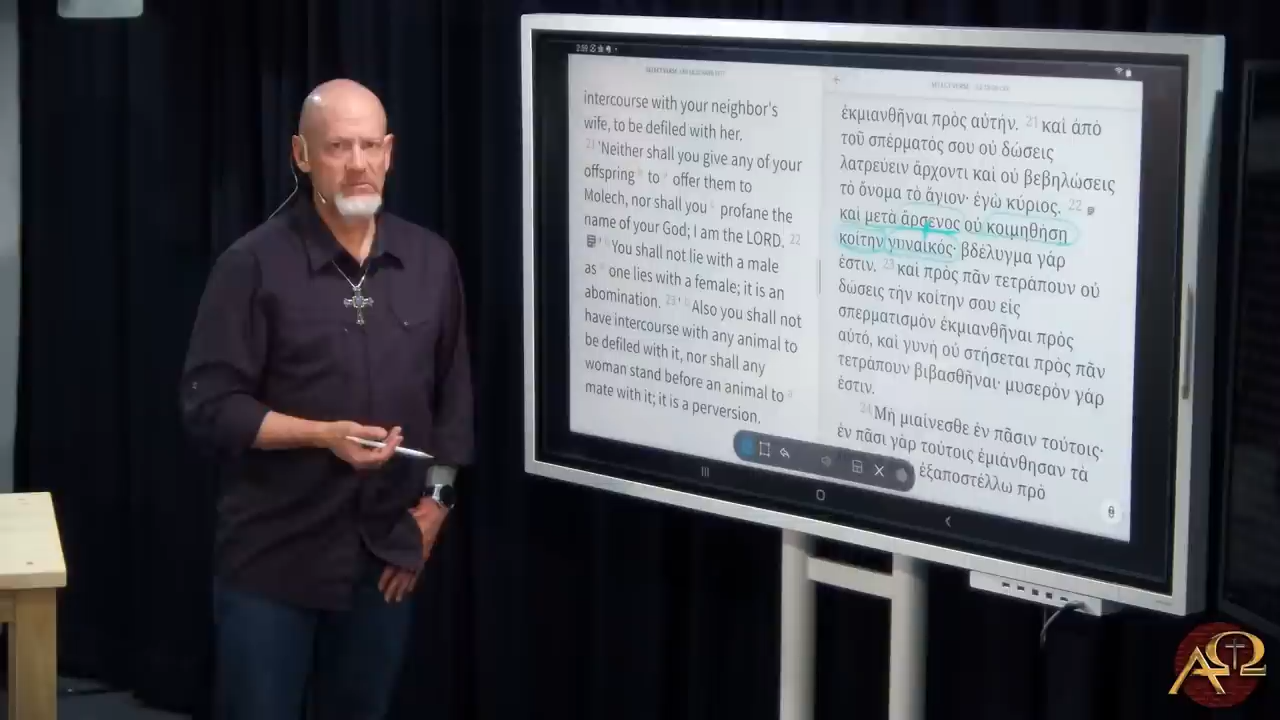 2:09
intercourse with your neighbor's
wife, to be defiled with her.
21 'Neither shall you give any of your
offspring to offer them to
Molech, nor shall you profane the
name of your God; I am the LORD. 22
You shall not lie with a male
as one lies with a female; it is an
abomination. 23 Also you shall not
have intercourse with any animal to
be defiled with it, nor shall any
woman stand before an animal to
mate with it; it is a perversion.
ἐκμιανθῆναι πρὸς αὐτήν. 21 καὶ ἀπὸ
τοῦ σπέρματός σου οὐ δώσεις
λατρεύειν ἄρχοντι καὶ οὐ βεβηλώσεις
τὸ ὄνομα τὸ ἅγιον· ἐγὼ κύριος. 22
καὶ μετὰ ἄρσενος οὐ κοιμηθήσῃ
κοίτην γυναικός· βδέλυγμα γάρ
ἐστιν. 23 καὶ πρὸς πᾶν τετράπουν οὐ
δώσεις τὴν κοίτην σου εἰς
σπερματισμὸν ἐκμιανθῆναι πρὸς
αὐτό, καὶ γυνὴ οὐ στήσεται πρὸς πᾶν
τετράπουν βιβασθῆναι· μυσερὸν γάρ
ἐστιν.
24 Μὴ μιαίνεσθε ἐν πᾶσιν τούτοις·
ἐν πᾶσι γὰρ τούτοις ἐμιάνθησαν τὰ
ἐξαποστέλλω πρὸ
ΑΩ